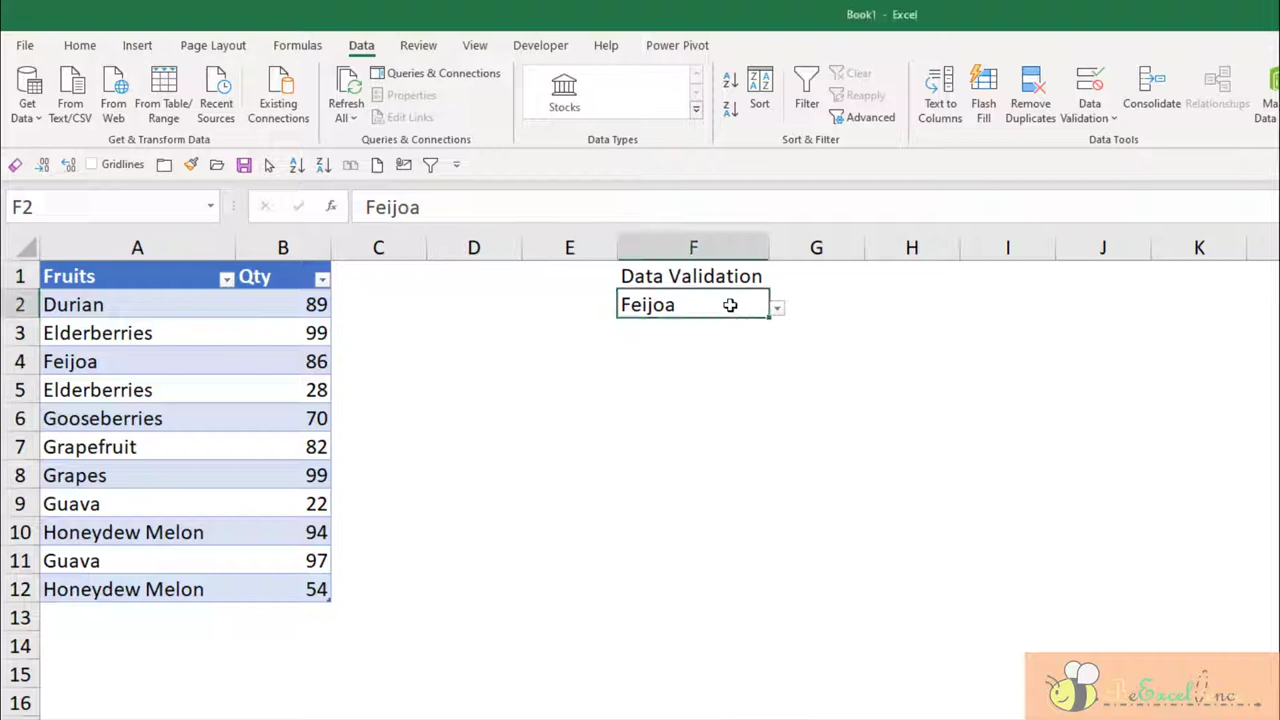 Book1 - Excel
File Home Insert Page Layout Formulas Data Review View Developer Help Power Pivot
Get Data
From Text/CSV
From Web
From Table/ Range
Recent Sources
Existing Connections
Get & Transform Data
Refresh All
Queries & Connections
Properties
Edit Links
Queries & Connections
Stocks
Data Types
Sort
Filter
Clear
Reapply
Advanced
Sort & Filter
Text to Columns
Flash Fill
Remove Duplicates
Data Validation
Consolidate
Relationships
Data Tools
Gridlines
F2 fx Feijoa
A B C D E F G H I J K
1 Fruits Qty Data Validation
2 Durian 89 Feijoa
3 Elderberries 99
4 Feijoa 86
5 Elderberries 28
6 Gooseberries 70
7 Grapefruit 82
8 Grapes 99
9 Guava 22
10 Honeydew Melon 94
11 Guava 97
12 Honeydew Melon 54
13
14
15
16
BeExcel Inc